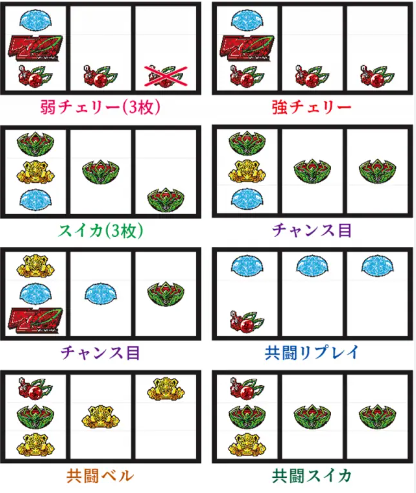 弱チェリー(3枚)
強チェリー
スイカ(3枚)
チャンス目
チャンス目
共闘リプレイ
共闘ベル
共闘スイカ